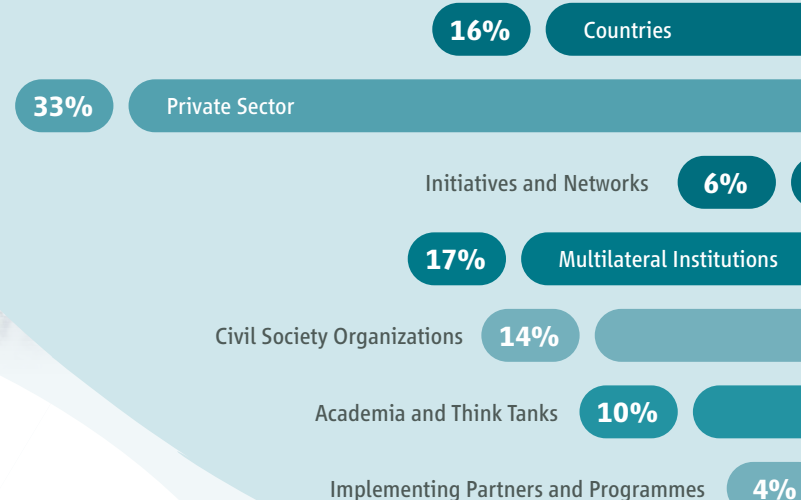 16% Countries
33% Private Sector
Initiatives and Networks 6%
17% Multilateral Institutions
Civil Society Organizations 14%
Academia and Think Tanks 10%
Implementing Partners and Programmes 4%